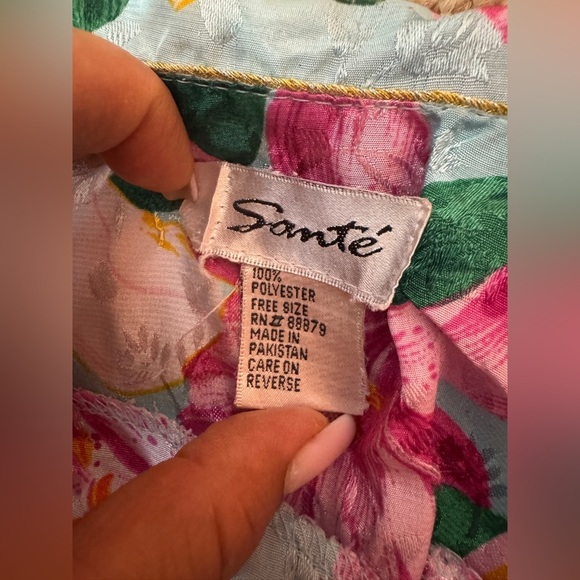 Santé
100%
POLYESTER
FREE SIZE
RN# 88879
MADE IN
PAKISTAN
CARE ON
REVERSE